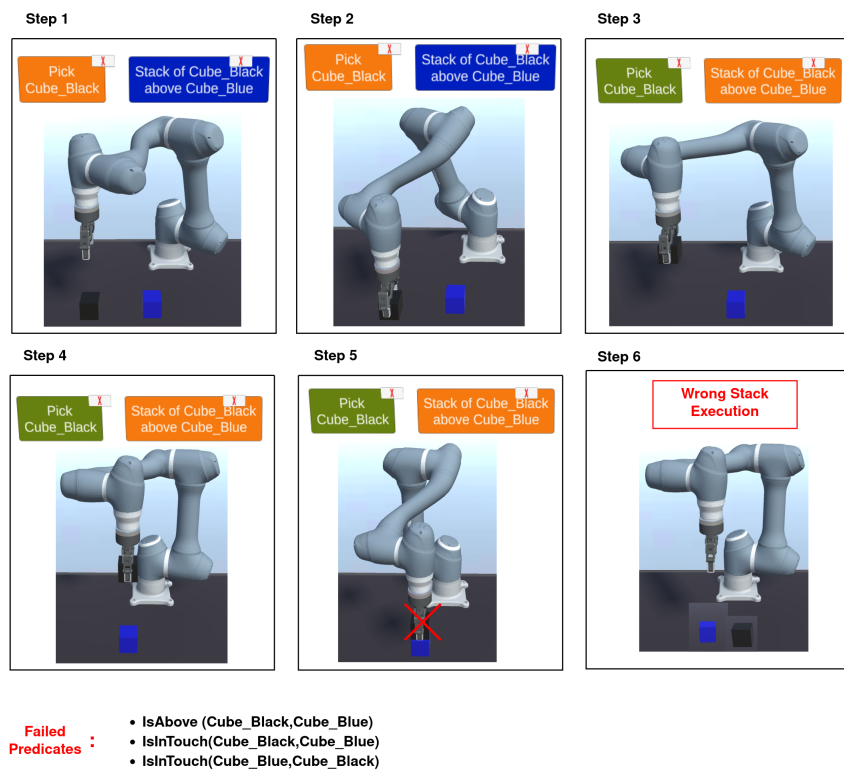 Step 1
Step 2
Step 3
Pick
Cube_Black
X
Stack of Cube_Black
above Cube_Blue
X
Pick
Cube_Black
X
Stack of Cube_Black
above Cube_Blue
X
Pick
Cube_Black
X
Stack of Cube_Black
above Cube_Blue
X
Step 4
Step 5
Step 6
Pick
Cube_Black
X
Stack of Cube_Black
above Cube_Blue
X
Pick
Cube_Black
X
Stack of Cube_Black
above Cube_Blue
X
Wrong Stack
Execution
Failed
Predicates :
• IsAbove (Cube_Black,Cube_Blue)
• IsInTouch(Cube_Black,Cube_Blue)
• IsInTouch(Cube_Blue,Cube_Black)